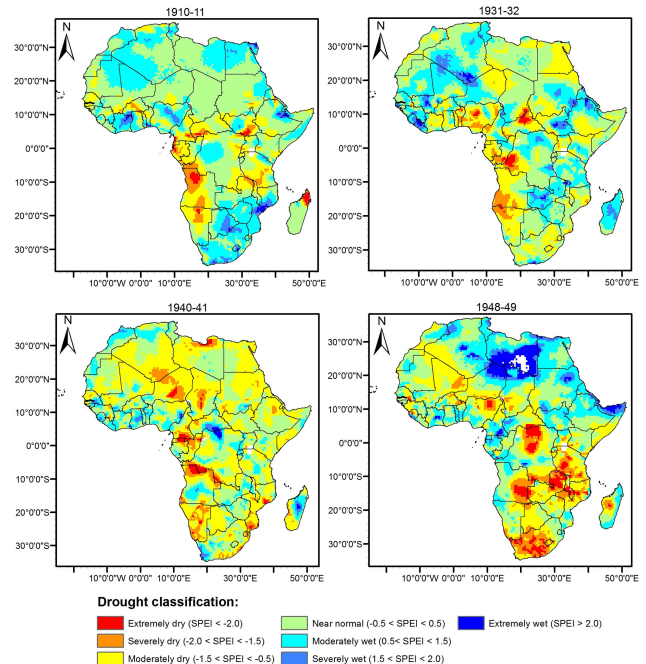 1910-11
1931-32
N
N
30°0'0"N
20°0'0"N
10°0'0"N
0°0'0"
10°0'0"S
20°0'0"S
30°0'0"S
30°0'0"N
20°0'0"N
10°0'0"N
0°0'0"
10°0'0"S
20°0'0"S
30°0'0"S
10°0'0"W 0°0'0" 10°0'0"E 30°0'0"E 50°0'0"E
10°0'0"W 0°0'0" 10°0'0"E 30°0'0"E 50°0'0"E
1940-41
1948-49
N
N
30°0'0"N
20°0'0"N
10°0'0"N
0°0'0"
10°0'0"S
20°0'0"S
30°0'0"S
30°0'0"N
20°0'0"N
10°0'0"N
0°0'0"
10°0'0"S
20°0'0"S
30°0'0"S
10°0'0"W 0°0'0" 10°0'0"E 30°0'0"E 50°0'0"E
10°0'0"W 0°0'0" 10°0'0"E 30°0'0"E 50°0'0"E
Drought classification:
Extremely dry (SPEI < -2.0)
Near normal (-0.5 < SPEI < 0.5)
Extremely wet (SPEI > 2.0)
Severely dry (-2.0 < SPEI < -1.5)
Moderately wet (0.5< SPEI < 1.5)
Moderately dry (-1.5 < SPEI < -0.5)
Severely wet (1.5 < SPEI < 2.0)